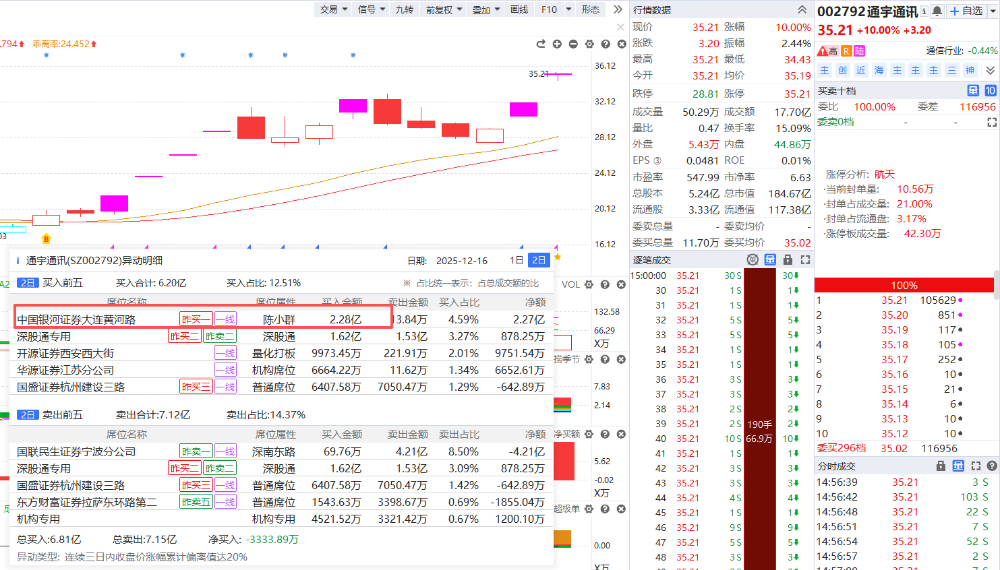 交易 信号 九转 前复权 叠加 画线 F10 形态
.794 乖离率:24.452
35.21
36.12
32.12
28.12
24.12
20.12
16.12
03
B
通宇通讯(SZ002792)异动明细 日期: 2025-12-16 1日 2日
2日 买入前五 买入合计: 6.20亿 买入占比: 12.51% ※ 占比统一表示: 占总成交额的比
席位名称 席位属性 买入金额 卖出金额 买入占比 净额
中国银河证券大连黄河路 昨买一 一线 陈小群 2.28亿 13.84万 4.59% 2.27亿
深股通专用 昨买二 昨卖二 深股通 1.62亿 1.53亿 3.27% 878.25万
开源证券西安西大街 一线 量化打板 9973.45万 221.91万 2.01% 9751.54万
华源证券江苏分公司 一线 机构席位 6664.22万 11.62万 1.34% 6652.61万
国盛证券杭州建设三路 昨买三 一线 普通席位 6407.58万 7050.47万 1.29% -642.89万
2日 卖出前五 卖出合计:7.12亿 卖出占比:14.37%
席位名称 席位属性 买入金额 卖出金额 卖出占比 净额
国联民生证券宁波分公司 昨卖一 一线 深南东路 69.76万 4.21亿 8.50% -4.21亿
深股通专用 昨买二 昨卖二 深股通 1.62亿 1.53亿 3.09% 878.25万
国盛证券杭州建设三路 昨买三 一线 普通席位 6407.58万 7050.47万 1.42% -642.89万
东方财富证券拉萨东环路第二 昨卖五 一线 普通席位 1543.63万 3398.67万 0.69% -1855.04万
机构专用 机构专用 4521.52万 3321.42万 0.67% 1200.10万
总买入:6.81亿 总卖出:7.15亿 净买入: -3333.89万
异动类型: 连续三日内收盘价涨幅累计偏离值达20%
A2
成
VOL
132.58
66.29
X万
捞季节
7.83
2.14
净买额
5.62
-0.02
X万
超级单
0.00
X万
行情数据
现价 35.21 涨幅 10.00%
涨跌 3.20 振幅 2.44%
最高 35.21 最低 34.43
今开 35.21 均价 35.19
跌停 28.81 涨停 35.21
成交量 50.29万 成交额 17.70亿
量比 0.47 换手率 15.09%
外盘 5.43万 内盘 44.86万
EPS ③ 0.0481 ROE 0.01%
市盈率 547.99 市净率 6.63
总股本 5.24亿 总市值 184.67亿
流通股 3.33亿 流通值 117.38亿
委卖总量 - 委卖均价 -
委买总量 11.70万 委买均价 35.02
逐笔成交 单 量
15:00:00 35.21 30 S 30
30 35.21 1 S 1
31 35.21 1 S 1
32 35.21 5 S 5
33 35.21 5 S 5
34 35.21 1 S 1
35 35.21 1 S 1
36 35.21 3 S 3
37 35.21 3 S 3
38 35.21 2 S 2
39 35.21 2 S 190手 2
40 35.21 10 S 66.9万 10
41 35.21 1 S 1
42 35.21 3 S 3
43 35.21 3 S 3
44 35.21 4 S 4
45 35.21 1 S 1
46 35.21 9 S 9
47 35.21 5 S 5
48 35.21 3 S 3
002792 通宇通讯 自选
35.21 +10.00% +3.20
高 R 陆 通信行业: -0.44%
主 创 近 海 主 主 主 三 神
买卖十档 量 10
委比 100.00% 委差 116956
委卖0档 - -
涨停分析: 航天
·当前封单量: 10.56万
·封单占成交量: 21.00%
·封单占流通盘: 3.17%
·涨停板成交量: 42.30万
100%
1 35.21 105629
2 35.20 851
3 35.19 117
4 35.18 105
5 35.17 252
6 35.16 10
7 35.15 21
8 35.14 6
9 35.13 10
10 35.12 10
委买296档 35.02 116956
分时成交 量
14:56:39 35.21 3 S
14:56:42 35.21 103 S
14:56:48 35.21 22 S
14:56:51 35.21 7 S
14:56:54 35.21 52 S
14:56:57 35.21 2 S